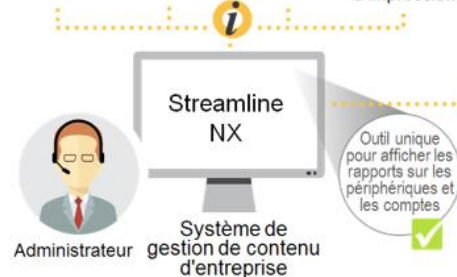 d'impression
i
Streamline
NX
Outil unique
pour afficher les
rapports sur les
périphériques et
les comptes
Administrateur
Système de
gestion de contenu
d'entreprise